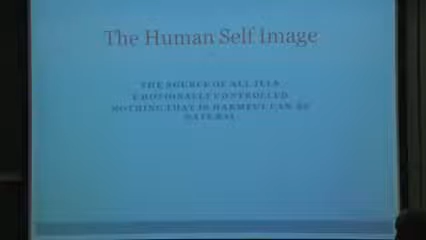 The Human Self Image
THE SOURCE OF ALL ILLS
EMOTIONALLY CONTROLLED
NOTHING THAT IS HARMFUL CAN BE
NATURAL